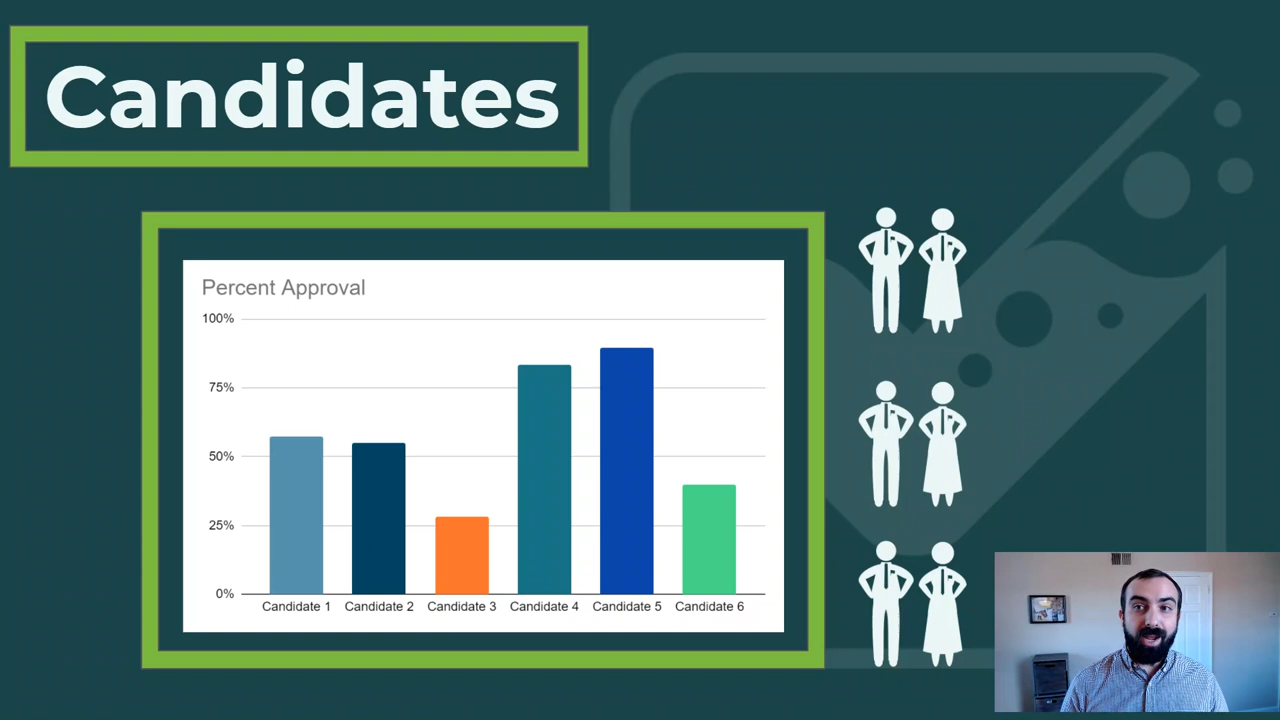 Candidates
Percent Approval
100%
75%
50%
25%
0%
Candidate 1 Candidate 2 Candidate 3 Candidate 4 Candidate 5 Candidate 6